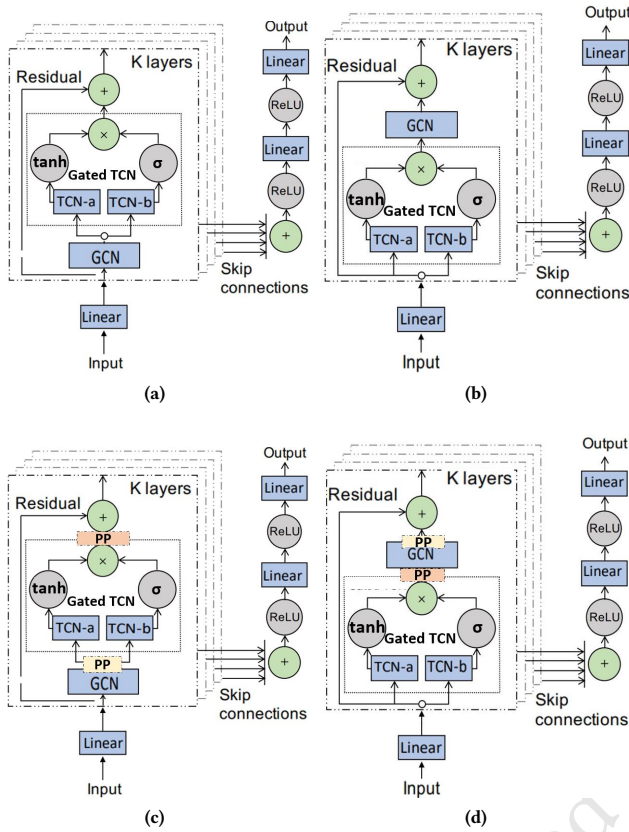 Output
K layers
Linear
Residual
+
ReLU
×
tanh
σ
Gated TCN
Linear
TCN-a
TCN-b
ReLU
GCN
+
Skip
connections
Linear
Input
(a)
Output
K layers
Linear
Residual
+
ReLU
GCN
Linear
×
tanh
σ
Gated TCN
ReLU
TCN-a
TCN-b
+
Skip
connections
Linear
Input
(b)
Output
K layers
Linear
Residual
+
ReLU
PP
×
tanh
σ
Gated TCN
Linear
TCN-a
TCN-b
ReLU
PP
GCN
+
Skip
connections
Linear
Input
(c)
Output
K layers
Linear
Residual
+
ReLU
PP
GCN
PP
Linear
×
tanh
σ
Gated TCN
ReLU
TCN-a
TCN-b
+
Skip
connections
Linear
Input
(d)